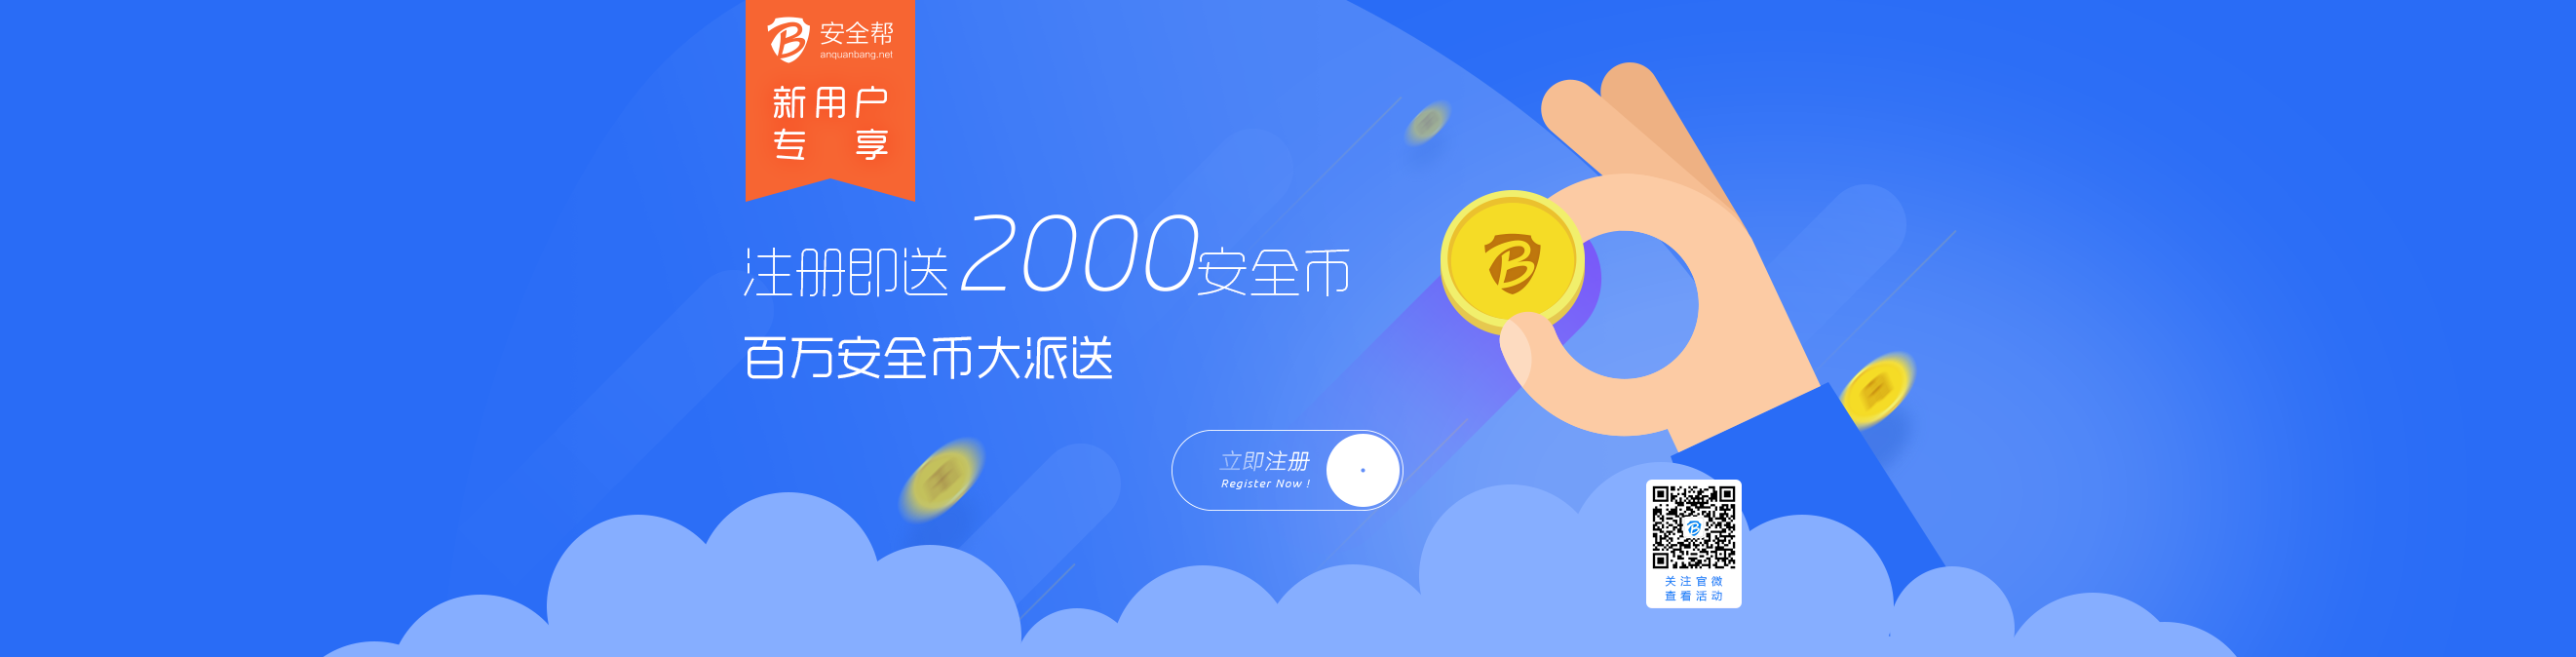 安全帮
anquanbang.net
新用户
专享
注册即送2000安全币
百万安全币大派送
立即注册
Register Now !
关注官微
查看活动